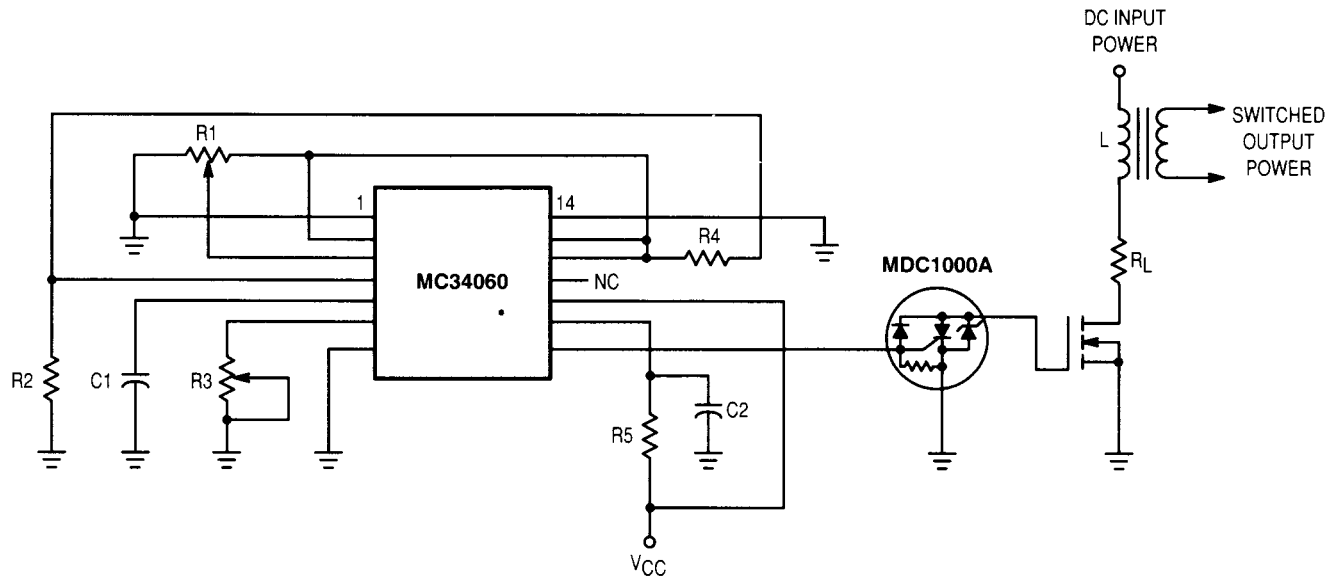 DC INPUT
POWER
L
SWITCHED
OUTPUT
POWER
R1
1
14
R4
MC34060
NC
MDC1000A
RL
R2
C1
R3
R5
C2
VCC